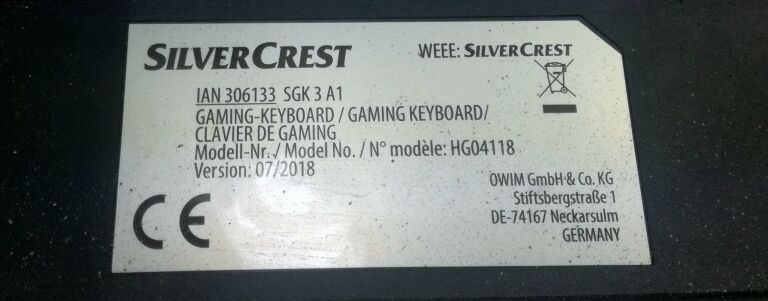 SILVERCREST
WEEE: SILVERCREST
IAN 306133 SGK 3 A1
GAMING-KEYBOARD / GAMING KEYBOARD/
CLAVIER DE GAMING
Modell-Nr. / Model No. / N° modèle: HG04118
Version: 07/2018
CE
OWIM GmbH & Co. KG
Stiftsbergstraße 1
DE-74167 Neckarsulm
GERMANY